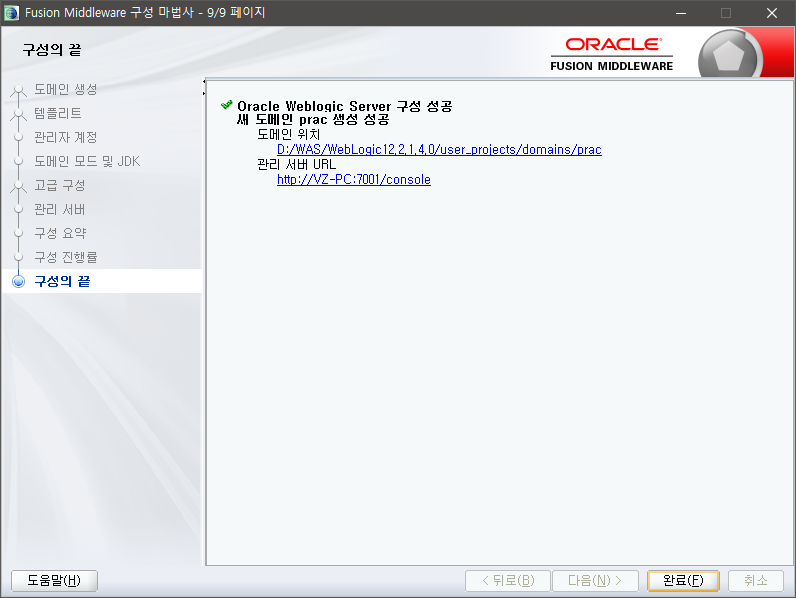 Fusion Middleware 구성 마법사 - 9/9 페이지
구성의 끝
ORACLE
FUSION MIDDLEWARE
도메인 생성
템플리트
관리자 계정
도메인 모드 및 JDK
고급 구성
관리 서버
구성 요약
구성 진행률
구성의 끝
Oracle Weblogic Server 구성 성공
새 도메인 prac 생성 성공
도메인 위치
D:/WAS/WebLogic12.2.1.4.0/user_projects/domains/prac
관리 서버 URL
http://VZ-PC:7001/console
도움말(H)
< 뒤로(B)
다음(N) >
완료(F)
취소